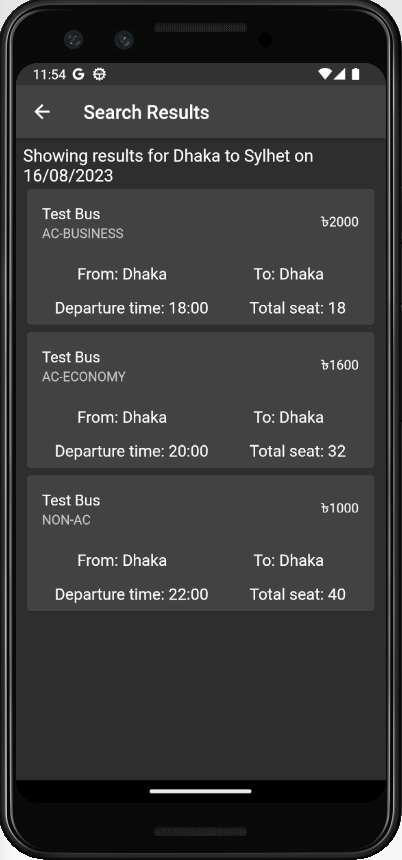 11:54 G
Search Results
Showing results for Dhaka to Sylhet on
16/08/2023
Test Bus
AC-BUSINESS
৳2000
From: Dhaka To: Dhaka
Departure time: 18:00 Total seat: 18
Test Bus
AC-ECONOMY
৳1600
From: Dhaka To: Dhaka
Departure time: 20:00 Total seat: 32
Test Bus
NON-AC
৳1000
From: Dhaka To: Dhaka
Departure time: 22:00 Total seat: 40